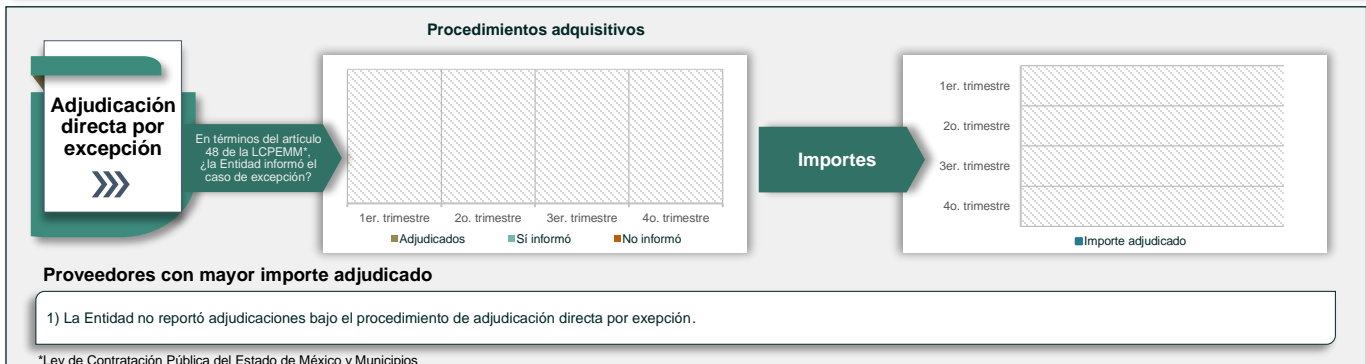 Procedimientos adquisitivos
Adjudicación
directa por
excepción
En términos del artículo
48 de la LCPEMM*,
¿la Entidad informó el
caso de excepción?
1er. trimestre
2o. trimestre
3er. trimestre
4o. trimestre
Adjudicados
Sí informó
No informó
Importes
1er. trimestre
2o. trimestre
3er. trimestre
4o. trimestre
Importe adjudicado
Proveedores con mayor importe adjudicado
1) La Entidad no reportó adjudicaciones bajo el procedimiento de adjudicación directa por exepción.
*Ley de Contratación Pública del Estado de México y Municipios